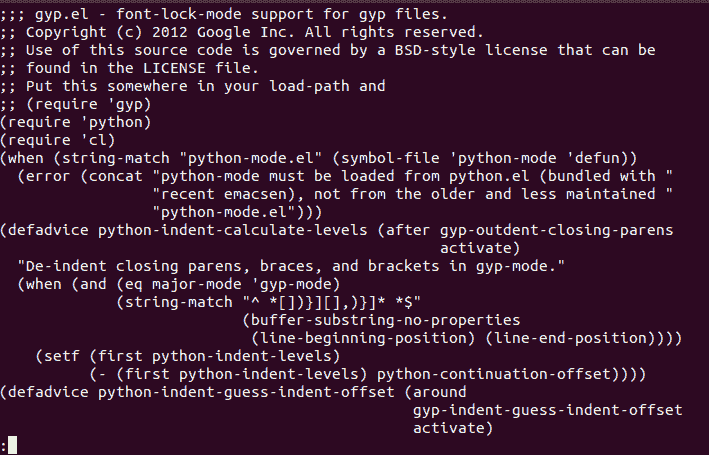 ;;; gyp.el - font-lock-mode support for gyp files.
;; Copyright (c) 2012 Google Inc. All rights reserved.
;; Use of this source code is governed by a BSD-style license that can be
;; found in the LICENSE file.
;; Put this somewhere in your load-path and
;; (require 'gyp)
(require 'python)
(require 'cl)
(when (string-match "python-mode.el" (symbol-file 'python-mode 'defun))
  (error (concat "python-mode must be loaded from python.el (bundled with "
                 "recent emacsen), not from the older and less maintained "
                 "python-mode.el")))
(defadvice python-indent-calculate-levels (after gyp-outdent-closing-parens
                                                 activate)
  "De-indent closing parens, braces, and brackets in gyp-mode."
  (when (and (eq major-mode 'gyp-mode)
             (string-match "^ *[])}][],)}]* *$"
                           (buffer-substring-no-properties
                            (line-beginning-position) (line-end-position))))
    (setf (first python-indent-levels)
          (- (first python-indent-levels) python-continuation-offset))))
(defadvice python-indent-guess-indent-offset (around
                                              gyp-indent-guess-indent-offset
                                              activate)
: